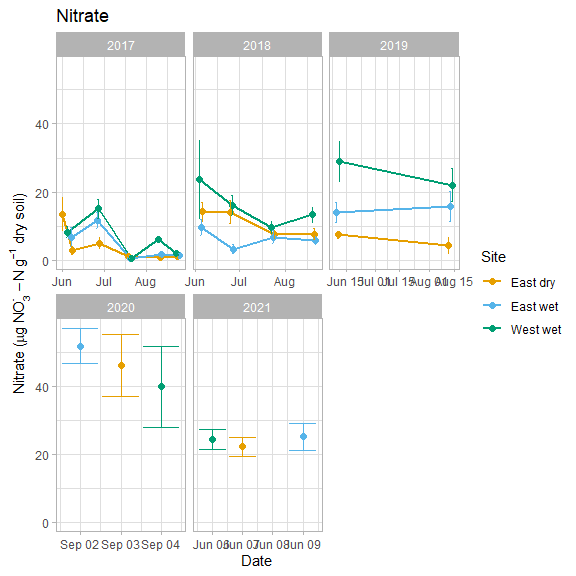 Nitrate
2017 2018 2019
40
20
0
Jun Jul Aug Jun Jul Aug Jun 15 Jul 01 Jul 15 Aug 01 Aug 15
2020 2021
40
20
0
Sep 02 Sep 03 Sep 04 Jun 06 Jun 07 Jun 08 Jun 09
Date
Nitrate (µg NO₃⁻ – N g⁻¹ dry soil)
Site
East dry
East wet
West wet